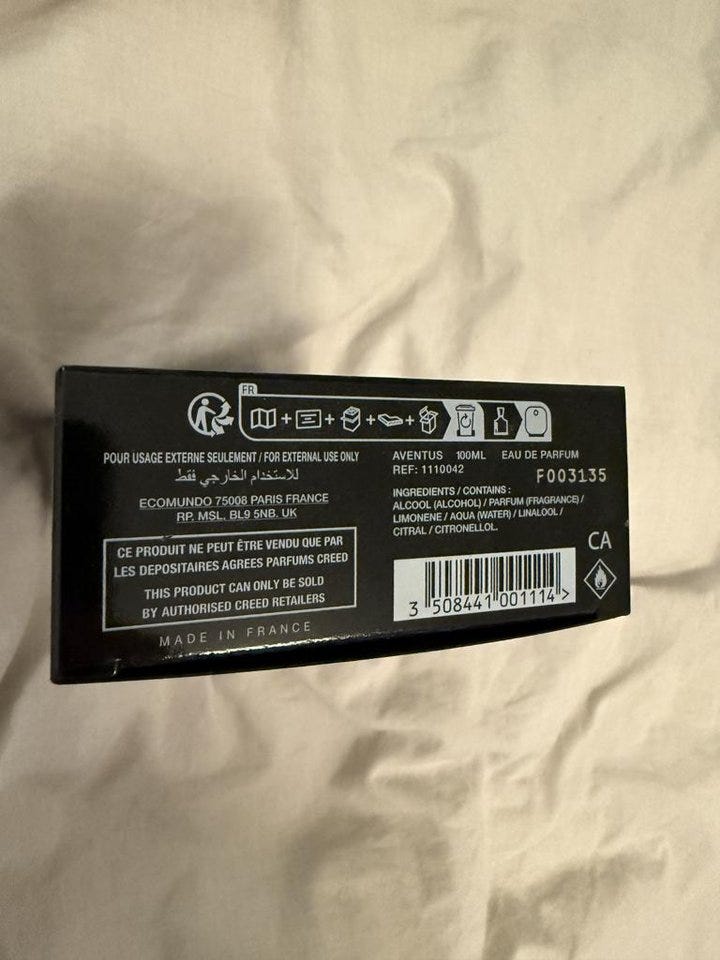 FR
POUR USAGE EXTERNE SEULEMENT / FOR EXTERNAL USE ONLY
للاستخدام الخارجي فقط
ECOMUNDO 75008 PARIS FRANCE
RP. MSL. BL9 5NB. UK
CE PRODUIT NE PEUT ÊTRE VENDU QUE PAR
LES DEPOSITAIRES AGREES PARFUMS CREED
THIS PRODUCT CAN ONLY BE SOLD
BY AUTHORISED CREED RETAILERS
MADE IN FRANCE
AVENTUS 100ML EAU DE PARFUM
REF: 1110042
F003135
INGREDIENTS / CONTAINS :
ALCOOL (ALCOHOL) / PARFUM (FRAGRANCE) /
LIMONENE / AQUA (WATER) / LINALOOL /
CITRAL / CITRONELLOL.
CA
3 508441 001114 >